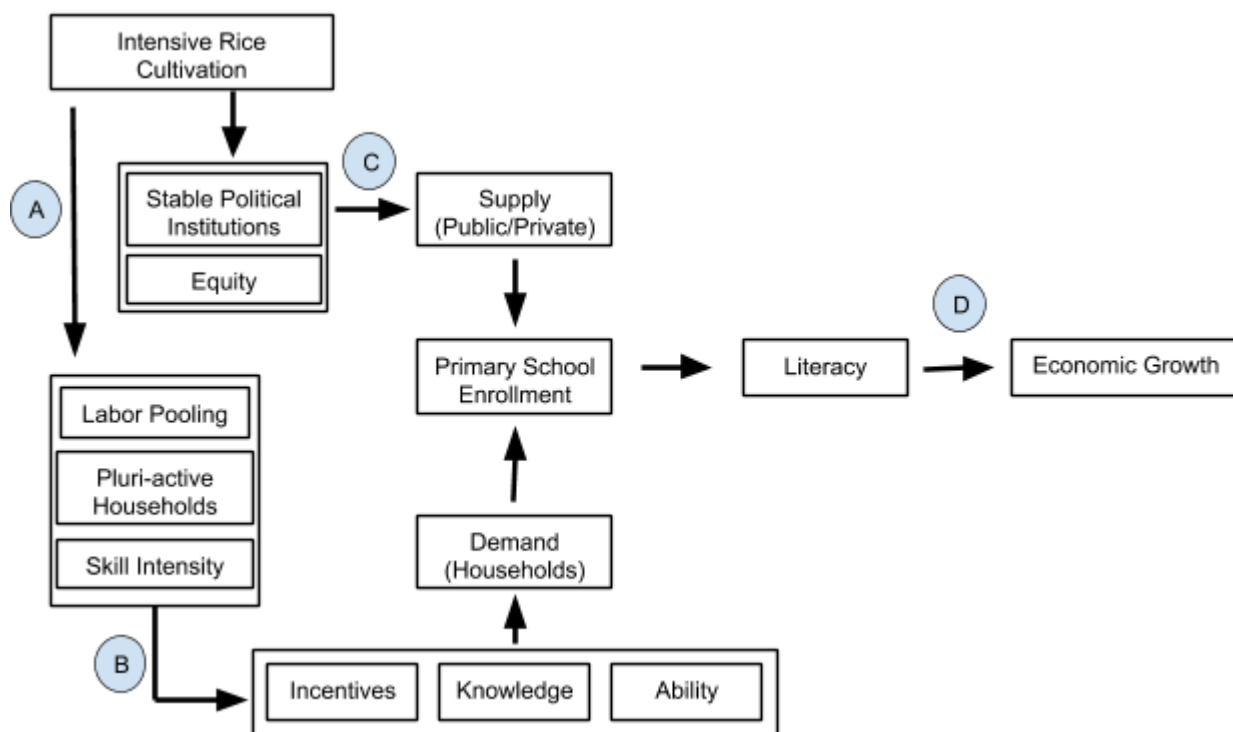 Intensive Rice
Cultivation
A
C
Stable Political
Institutions
Equity
Supply
(Public/Private)
D
Primary School
Enrollment
Literacy
Economic Growth
Labor Pooling
Pluri-active
Households
Skill Intensity
Demand
(Households)
B
Incentives
Knowledge
Ability